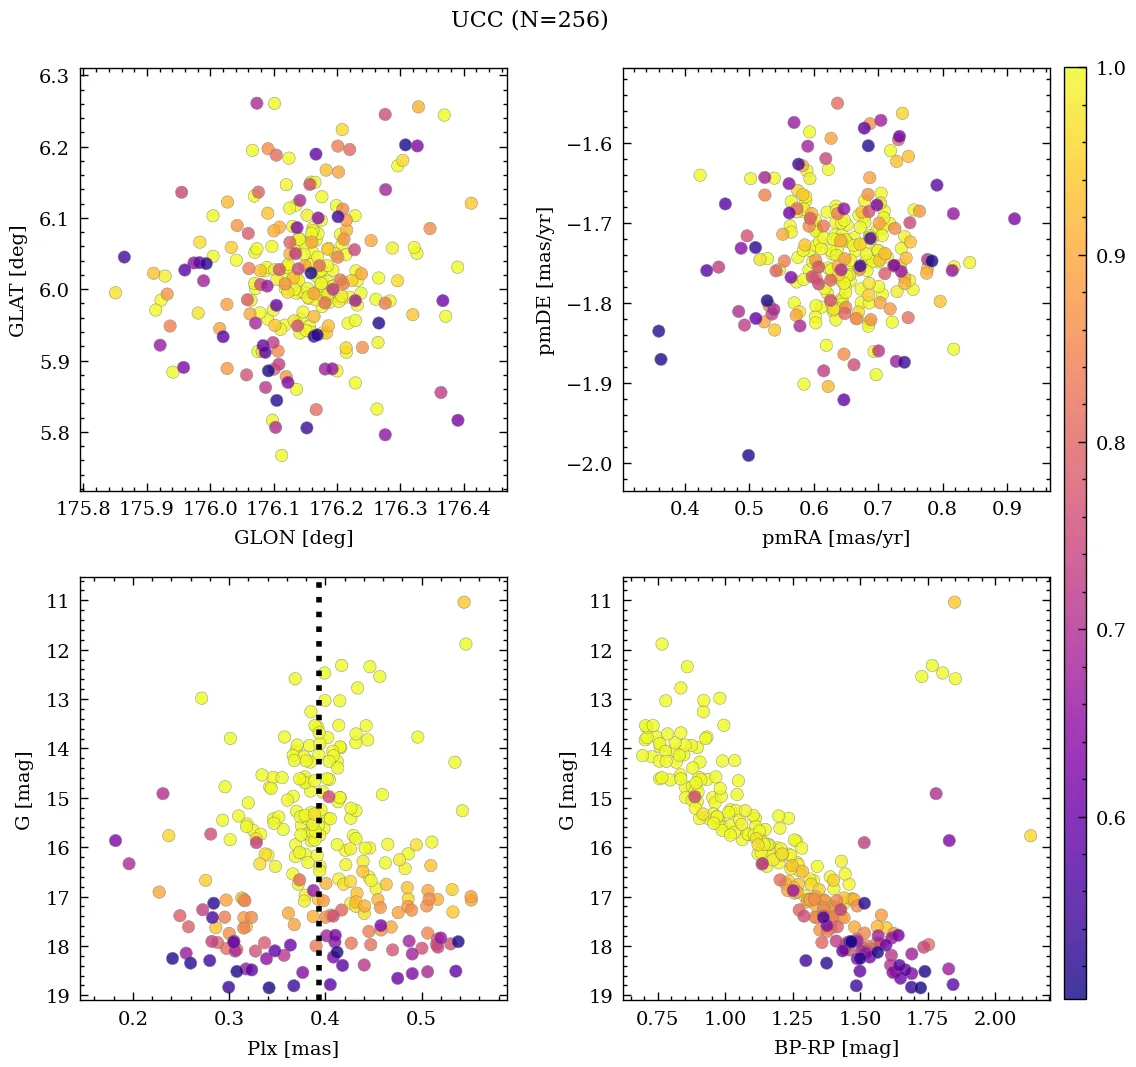 UCC (N=256)
6.3
6.2
6.1
6.0
5.9
5.8
GLAT [deg]
175.8 175.9 176.0 176.1 176.2 176.3 176.4
GLON [deg]
−1.6
−1.7
−1.8
−1.9
−2.0
pmDE [mas/yr]
0.4 0.5 0.6 0.7 0.8 0.9
pmRA [mas/yr]
1.0
0.9
0.8
0.7
0.6
11
12
13
14
15
16
17
18
19
G [mag]
0.2 0.3 0.4 0.5
Plx [mas]
11
12
13
14
15
16
17
18
19
G [mag]
0.75 1.00 1.25 1.50 1.75 2.00
BP-RP [mag]